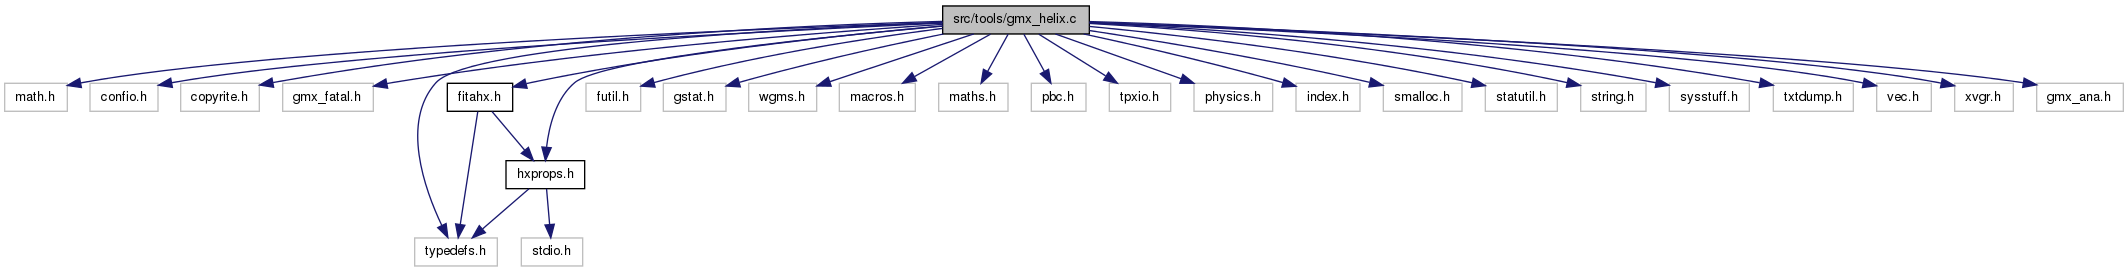 src/tools/gmx_helix.c
math.h
confio.h
copyrite.h
gmx_fatal.h
fitahx.h
futil.h
gstat.h
wgms.h
macros.h
maths.h
pbc.h
tpxio.h
physics.h
index.h
smalloc.h
statutil.h
string.h
sysstuff.h
txtdump.h
vec.h
xvgr.h
gmx_ana.h
hxprops.h
typedefs.h
stdio.h